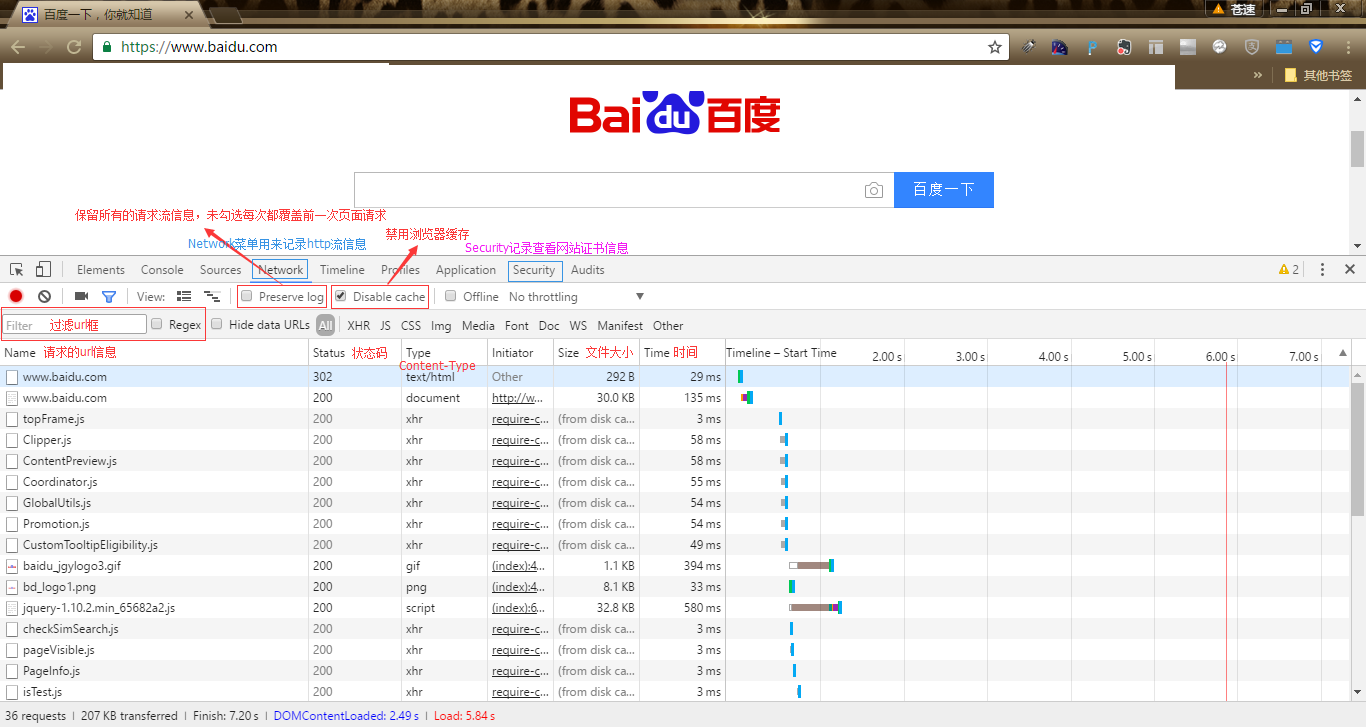 百度一下，你就知道
苍速
https://www.baidu.com
»
其他书签
Baidu百度
百度一下
保留所有的请求流信息，未勾选每次都覆盖前一次页面请求
禁用浏览器缓存
Network菜单用来记录http流信息
Security记录查看网站证书信息
Elements Console Sources Network Timeline Profiles Application Security Audits 2
View: Preserve log Disable cache Offline No throttling
Filter 过滤url框 Regex Hide data URLs All XHR JS CSS Img Media Font Doc WS Manifest Other
Name 请求的url信息 Status 状态码 Type Initiator Size 文件大小 Time 时间 Timeline – Start Time 2.00 s 3.00 s 4.00 s 5.00 s 6.00 s 7.00 s
Content-Type
www.baidu.com 302 text/html Other 292 B 29 ms
www.baidu.com 200 document http://w... 30.0 KB 135 ms
topFrame.js 200 xhr require-c... (from disk ca... 3 ms
Clipper.js 200 xhr require-c... (from disk ca... 58 ms
ContentPreview.js 200 xhr require-c... (from disk ca... 58 ms
Coordinator.js 200 xhr require-c... (from disk ca... 55 ms
GlobalUtils.js 200 xhr require-c... (from disk ca... 54 ms
Promotion.js 200 xhr require-c... (from disk ca... 54 ms
CustomTooltipEligibility.js 200 xhr require-c... (from disk ca... 49 ms
baidu_jgylogo3.gif 200 gif (index):4... 1.1 KB 394 ms
bd_logo1.png 200 png (index):4... 8.1 KB 33 ms
jquery-1.10.2.min_65682a2.js 200 script (index):6... 32.8 KB 580 ms
checkSimSearch.js 200 xhr require-c... (from disk ca... 3 ms
pageVisible.js 200 xhr require-c... (from disk ca... 3 ms
PageInfo.js 200 xhr require-c... (from disk ca... 3 ms
isTest.js 200 xhr require-c... (from disk ca... 3 ms
36 requests | 207 KB transferred | Finish: 7.20 s | DOMContentLoaded: 2.49 s | Load: 5.84 s